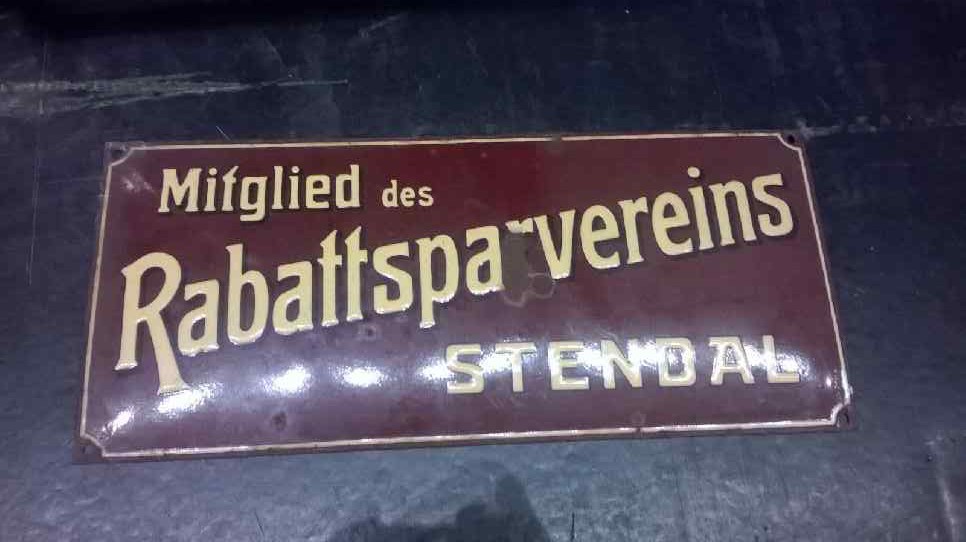 Mitglied des
Rabattsparvereins
STENDAL